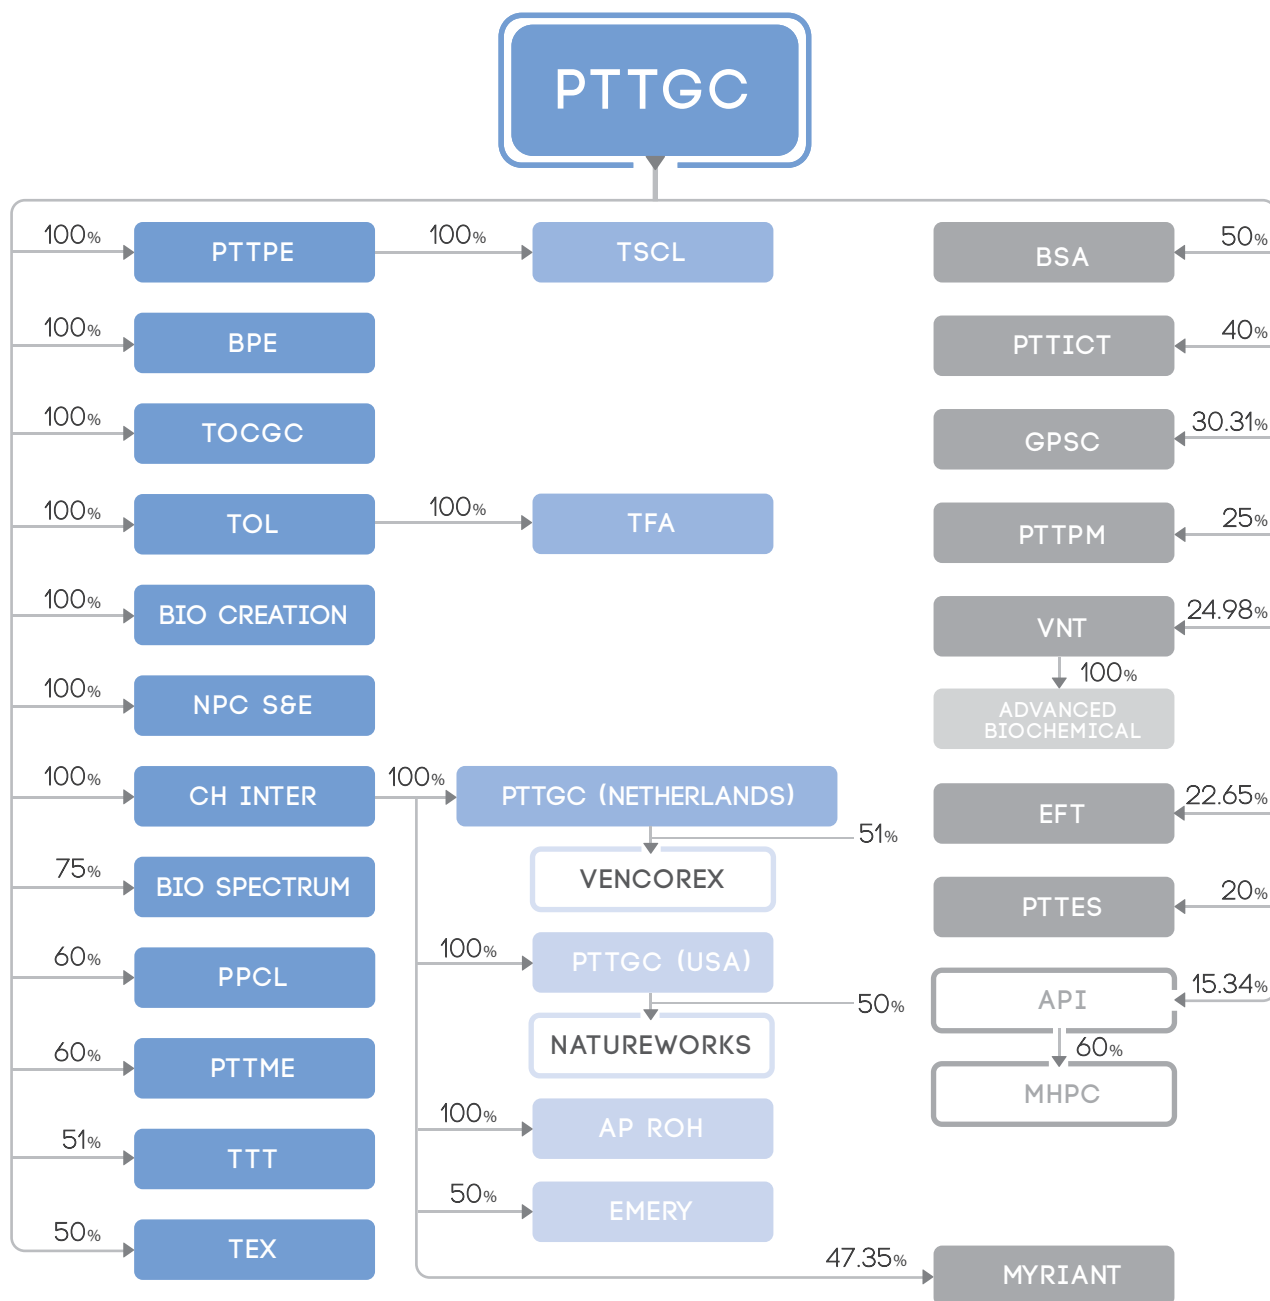 PTTGC
100% PTTPE 100% TSCL
BSA 50%
100% BPE
PTTICT 40%
100% TOCGC
GPSC 30.31%
100% TOL 100% TFA
PTTPM 25%
100% BIO CREATION
VNT 24.98%
100%
100% NPC S&E
ADVANCED
BIOCHEMICAL
100% CH INTER 100% PTTGC (NETHERLANDS)
EFT 22.65%
51%
75% BIO SPECTRUM
VENCOREX
PTTES 20%
60% PPCL
100% PTTGC (USA)
50%
API 15.34%
60%
60% PTTME
NATUREWORKS
MHPC
51% TTT
100% AP ROH
50% EMERY
50% TEX
47.35% MYRIANT